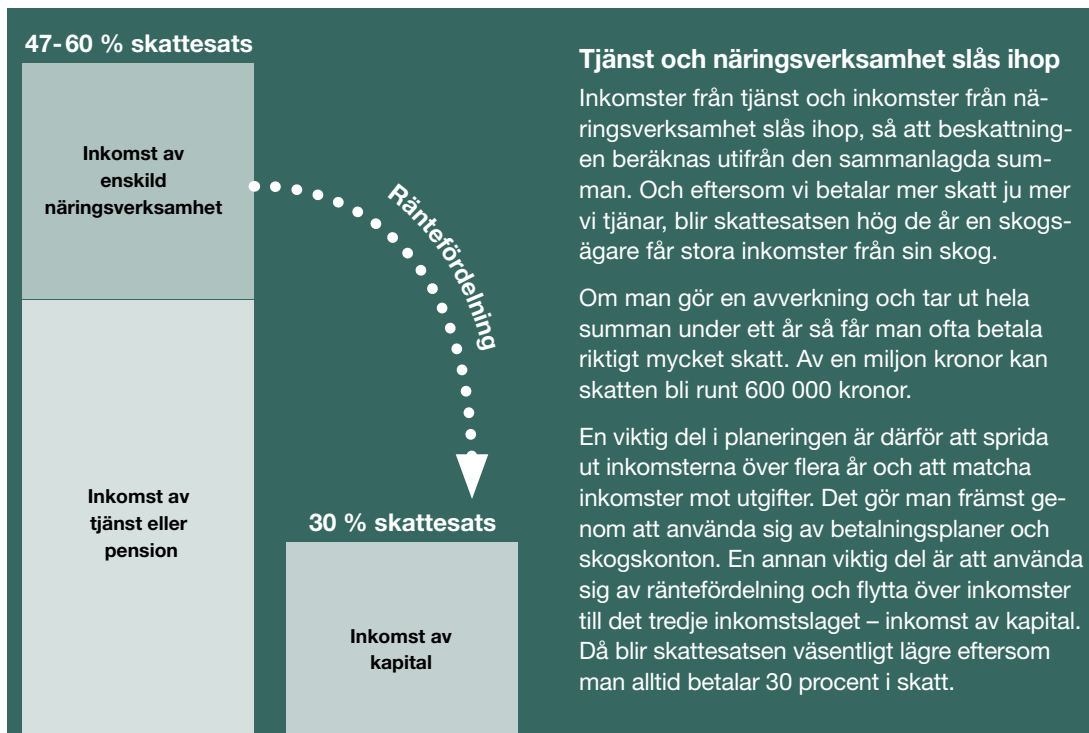 47-60 % skattesats
Inkomst av
enskild
näringsverksamhet
Räntefördelning
Inkomst av
tjänst eller
pension
30 % skattesats
Inkomst av
kapital
Tjänst och näringsverksamhet slås ihop
Inkomster från tjänst och inkomster från nä-
ringsverksamhet slås ihop, så att beskattning-
en beräknas utifrån den sammanlagda sum-
man. Och eftersom vi betalar mer skatt ju mer
vi tjänar, blir skattesatsen hög de år en skogs-
ägare får stora inkomster från sin skog.
Om man gör en avverkning och tar ut hela
summan under ett år så får man ofta betala
riktigt mycket skatt. Av en miljon kronor kan
skatten bli runt 600 000 kronor.
En viktig del i planeringen är därför att sprida
ut inkomsterna över flera år och att matcha
inkomster mot utgifter. Det gör man främst ge-
nom att använda sig av betalningsplaner och
skogskonton. En annan viktig del är att använda
sig av räntefördelning och flytta över inkomster
till det tredje inkomstslaget – inkomst av kapital.
Då blir skattesatsen väsentligt lägre eftersom
man alltid betalar 30 procent i skatt.